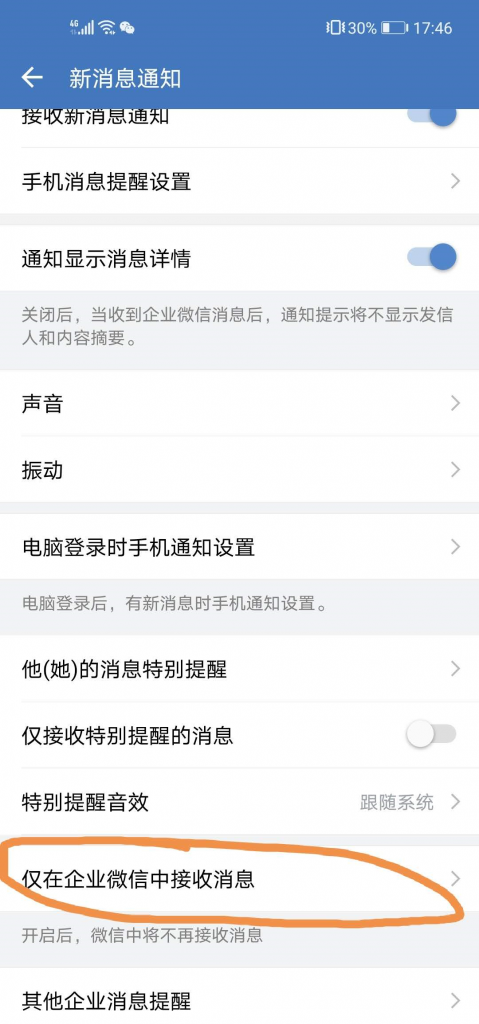 4G 30% 17:46
新消息通知
接收新消息通知
手机消息提醒设置
通知显示消息详情
关闭后，当收到企业微信消息后，通知提示将不显示发信
人和内容摘要。
声音
振动
电脑登录时手机通知设置
电脑登录后，有新消息时手机通知设置。
他(她)的消息特别提醒
仅接收特别提醒的消息
特别提醒音效 跟随系统
仅在企业微信中接收消息
开启后，微信中将不再接收消息
其他企业消息提醒